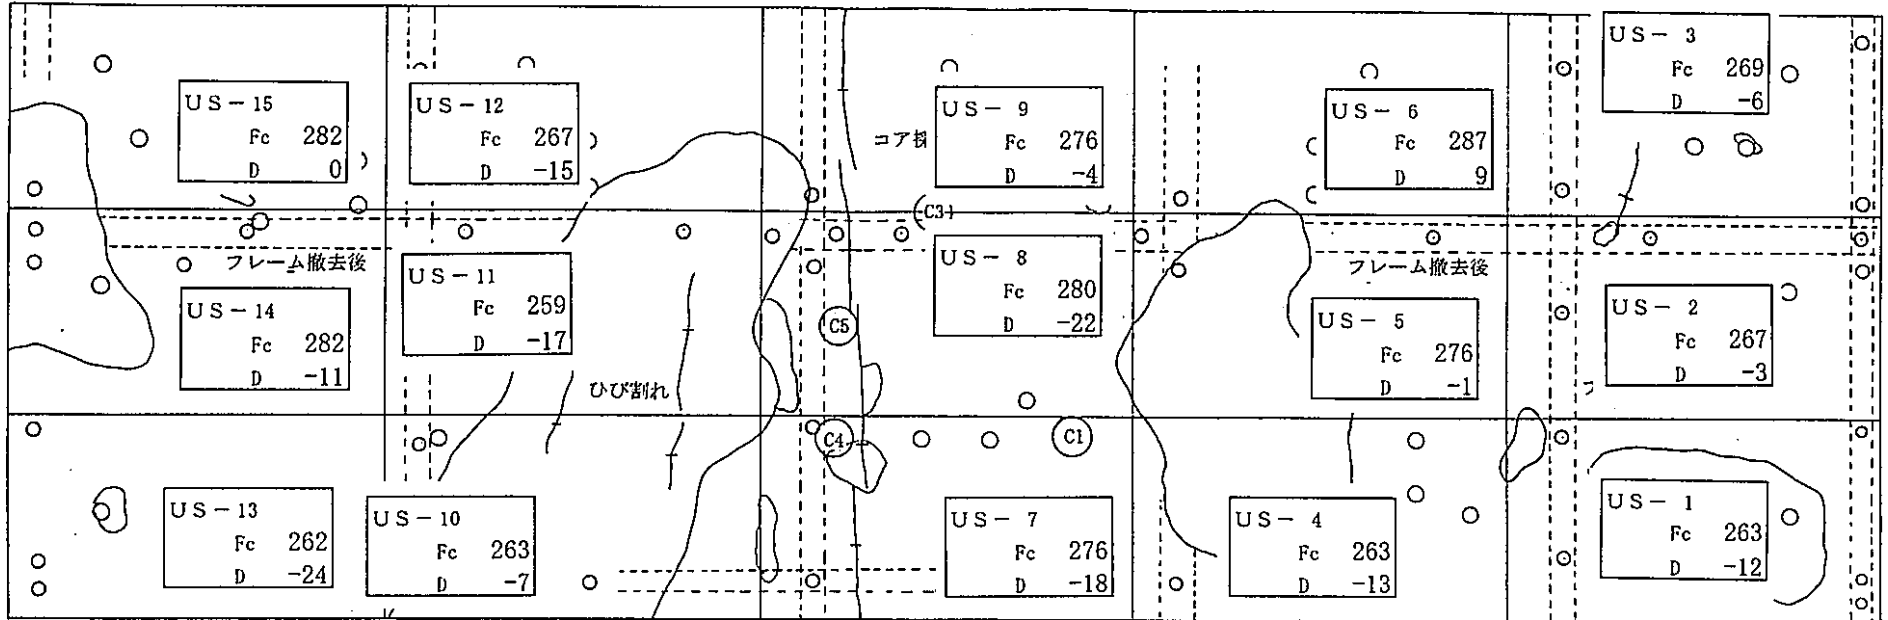 US- 3
Fc 269
D -6
US-15
Fc 282
D 0
US-12
Fc 267
D -15
US- 9
Fc 276
D -4
US- 6
Fc 287
D 9
コア採
C3
フレーム撤去後
US-14
Fc 282
D -11
US-11
Fc 259
D -17
US- 8
Fc 280
D -22
フレーム撤去後
US- 5
Fc 276
D -1
US- 2
Fc 267
D -3
C5
ひび割れ
C4
C1
US-13
Fc 262
D -24
US-10
Fc 263
D -7
US- 7
Fc 276
D -18
US- 4
Fc 263
D -13
US- 1
Fc 263
D -12